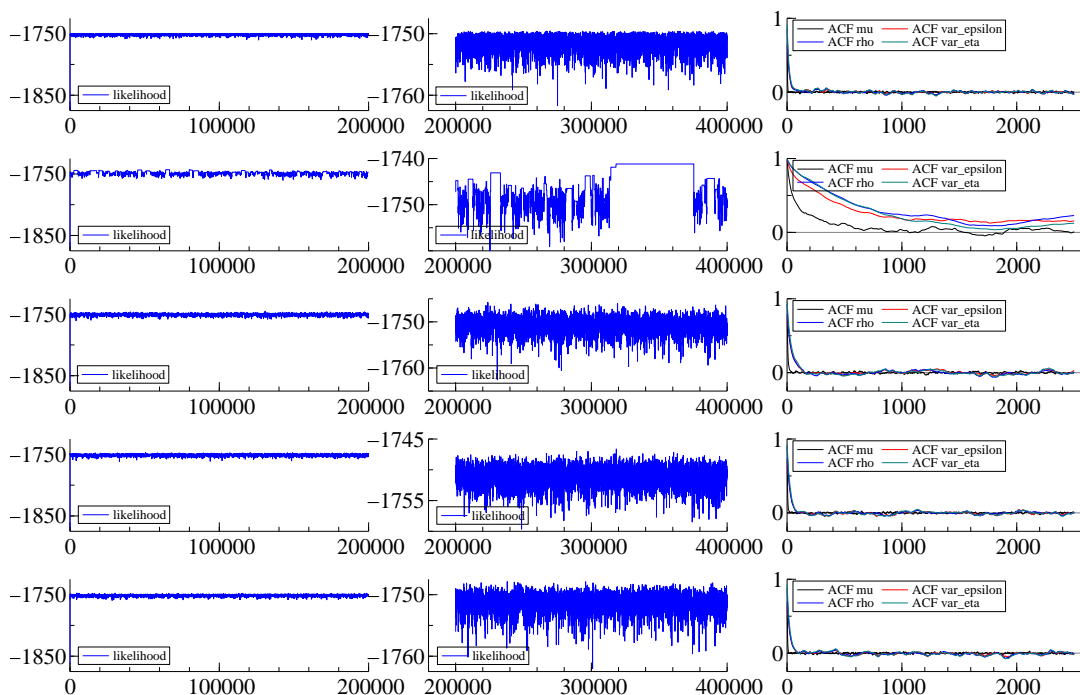 −1750
−1850
likelihood
0 100000 200000
−1750
−1760
likelihood
200000 300000 400000
1
0
ACF mu ACF var_epsilon
ACF rho ACF var_eta
0 1000 2000
−1750
−1850
likelihood
0 100000 200000
−1740
−1750
likelihood
200000 300000 400000
1
0
ACF mu ACF var_epsilon
ACF rho ACF var_eta
0 1000 2000
−1750
−1850
likelihood
0 100000 200000
−1750
−1760
likelihood
200000 300000 400000
1
0
ACF mu ACF var_epsilon
ACF rho ACF var_eta
0 1000 2000
−1750
−1850
likelihood
0 100000 200000
−1745
−1755
likelihood
200000 300000 400000
1
0
ACF mu ACF var_epsilon
ACF rho ACF var_eta
0 1000 2000
−1750
−1850
likelihood
0 100000 200000
−1750
−1760
likelihood
200000 300000 400000
1
0
ACF mu ACF var_epsilon
ACF rho ACF var_eta
0 1000 2000